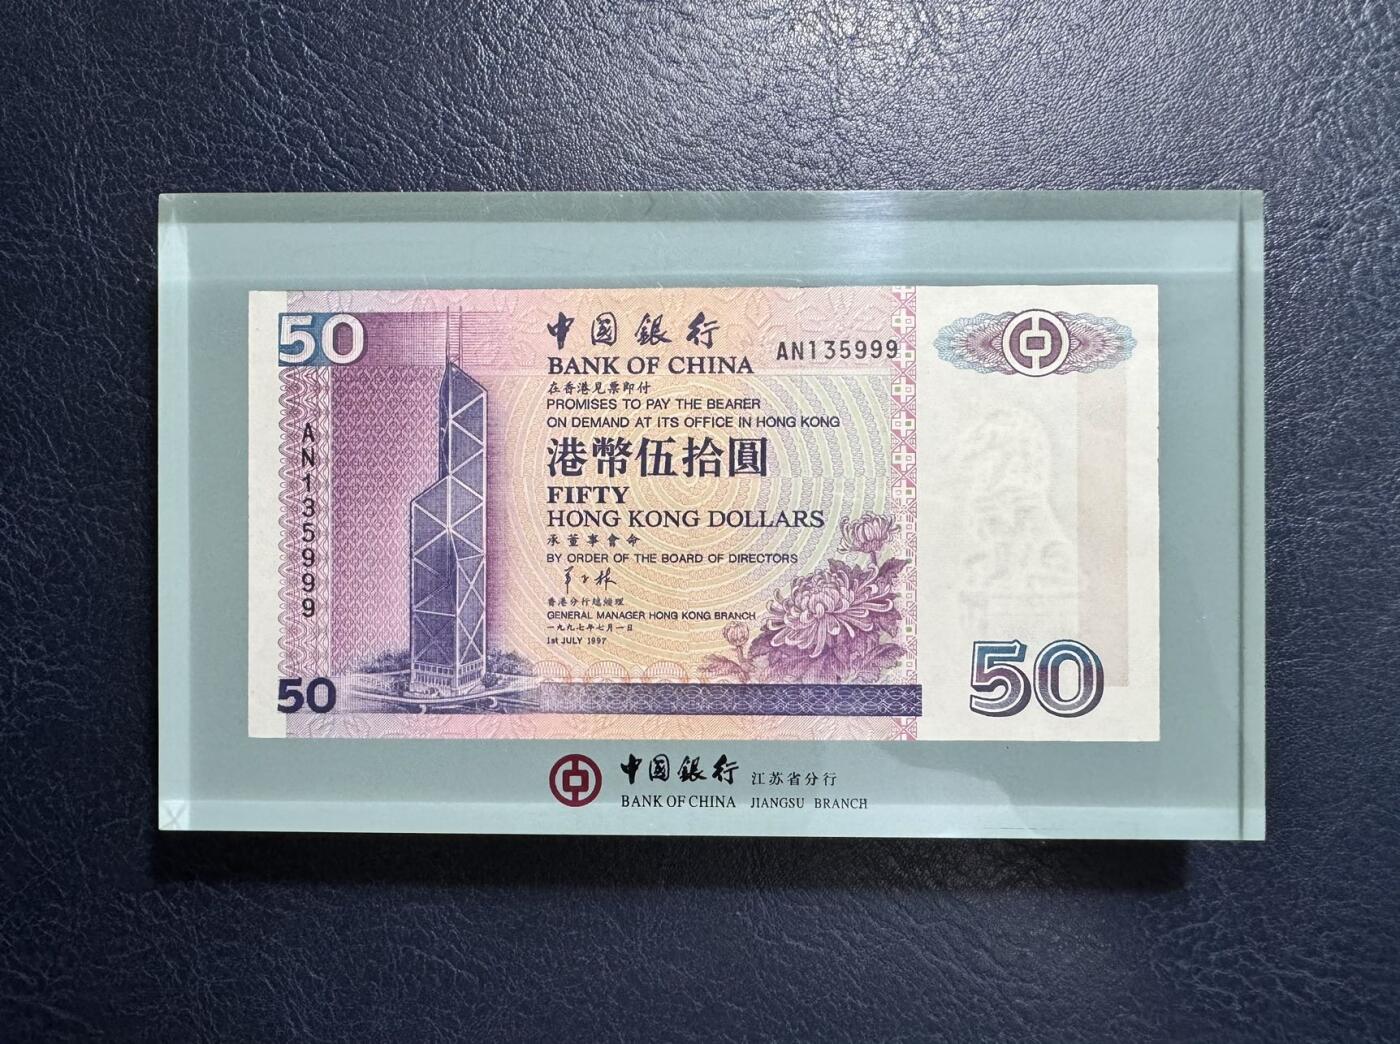 50
中國銀行
BANK OF CHINA
AN135999
在香港見票即付
PROMISES TO PAY THE BEARER
ON DEMAND AT ITS OFFICE IN HONG KONG
港幣伍拾圓
FIFTY
HONG KONG DOLLARS
承董事會命
BY ORDER OF THE BOARD OF DIRECTORS
香港分行總經理
GENERAL MANAGER HONG KONG BRANCH
一九九七年七月一日
1st JULY 1997
AN135999
50
50
中國銀行 江苏省分行
BANK OF CHINA JIANGSU BRANCH